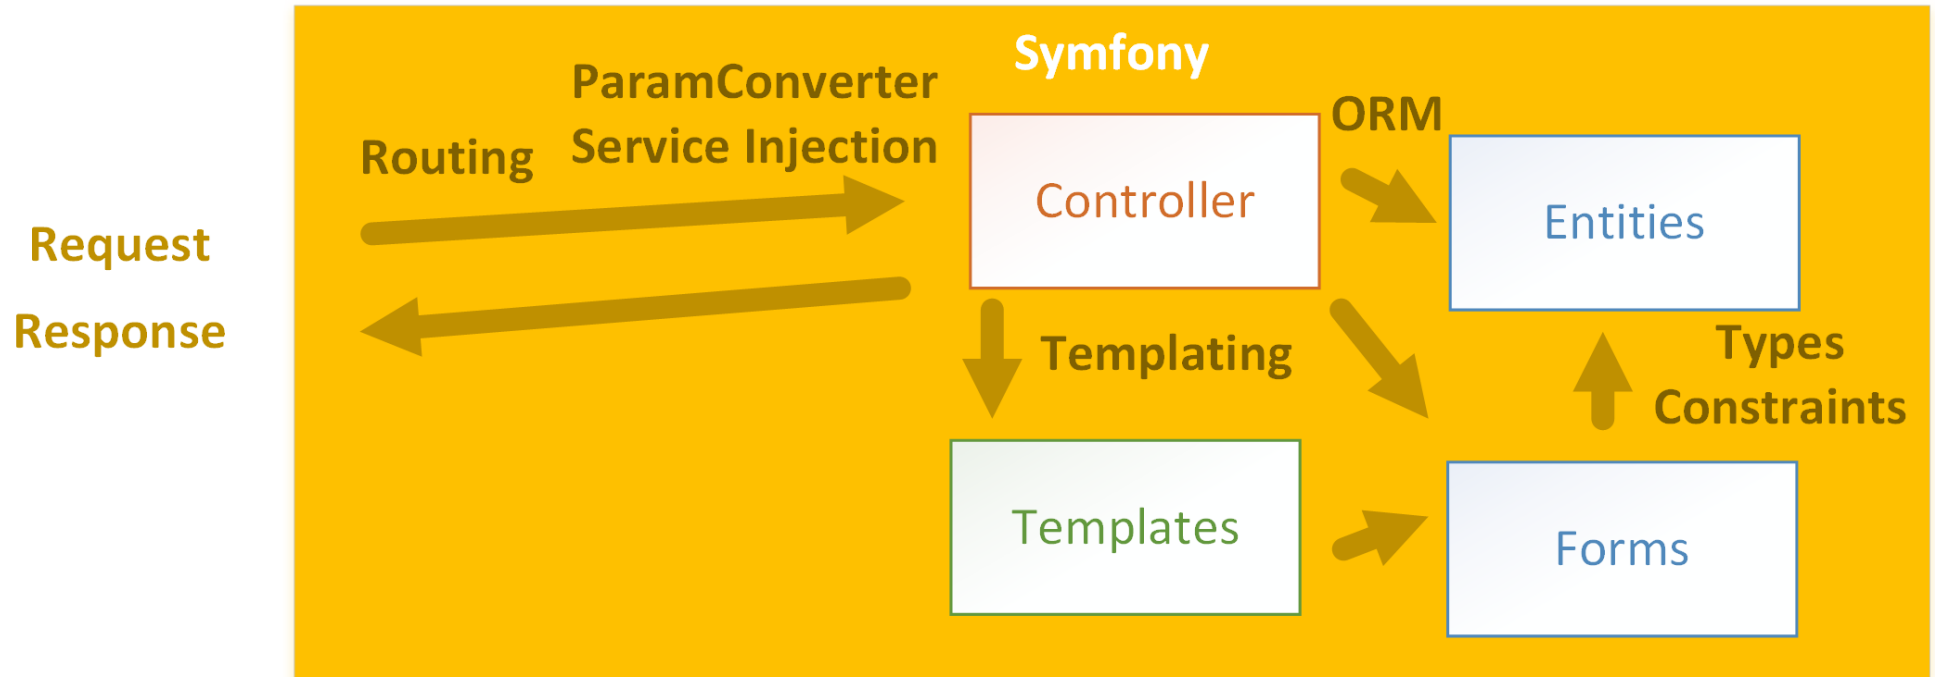 Symfony
ParamConverter
Service Injection
Routing
ORM
Controller
Entities
Request
Response
Templating
Types
Constraints
Templates
Forms